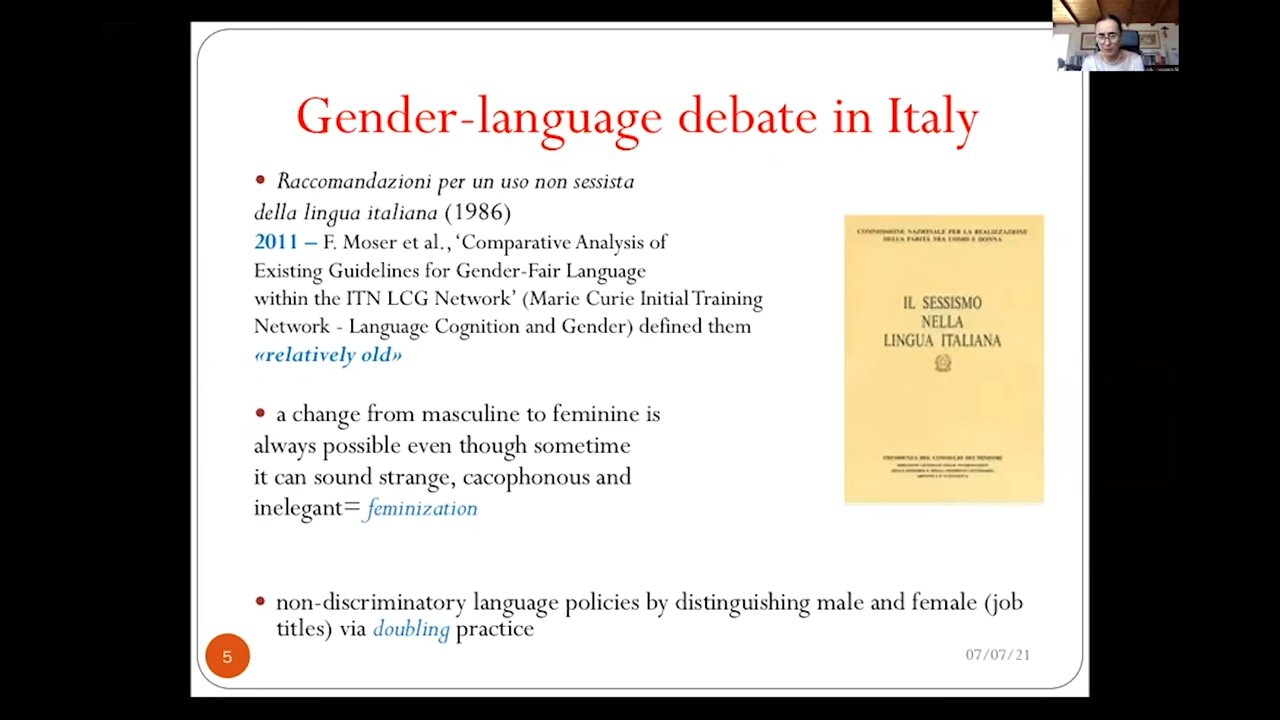 Gender-language debate in Italy
• Raccomandazioni per un uso non sessista
della lingua italiana (1986)
2011 – F. Moser et al., ‘Comparative Analysis of
Existing Guidelines for Gender-Fair Language
within the ITN LCG Network’ (Marie Curie Initial Training
Network - Language Cognition and Gender) defined them
«relatively old»
• a change from masculine to feminine is
always possible even though sometime
it can sound strange, cacophonous and
inelegant= feminization
• non-discriminatory language policies by distinguishing male and female (job
titles) via doubling practice
COMMISSIONE NAZIONALE PER LA REALIZZAZIONE
DELLA PARITÀ TRA UOMO E DONNA
IL SESSISMO
NELLA
LINGUA ITALIANA
PRESIDENZA DEL CONSIGLIO DEI MINISTRI
5
07/07/21